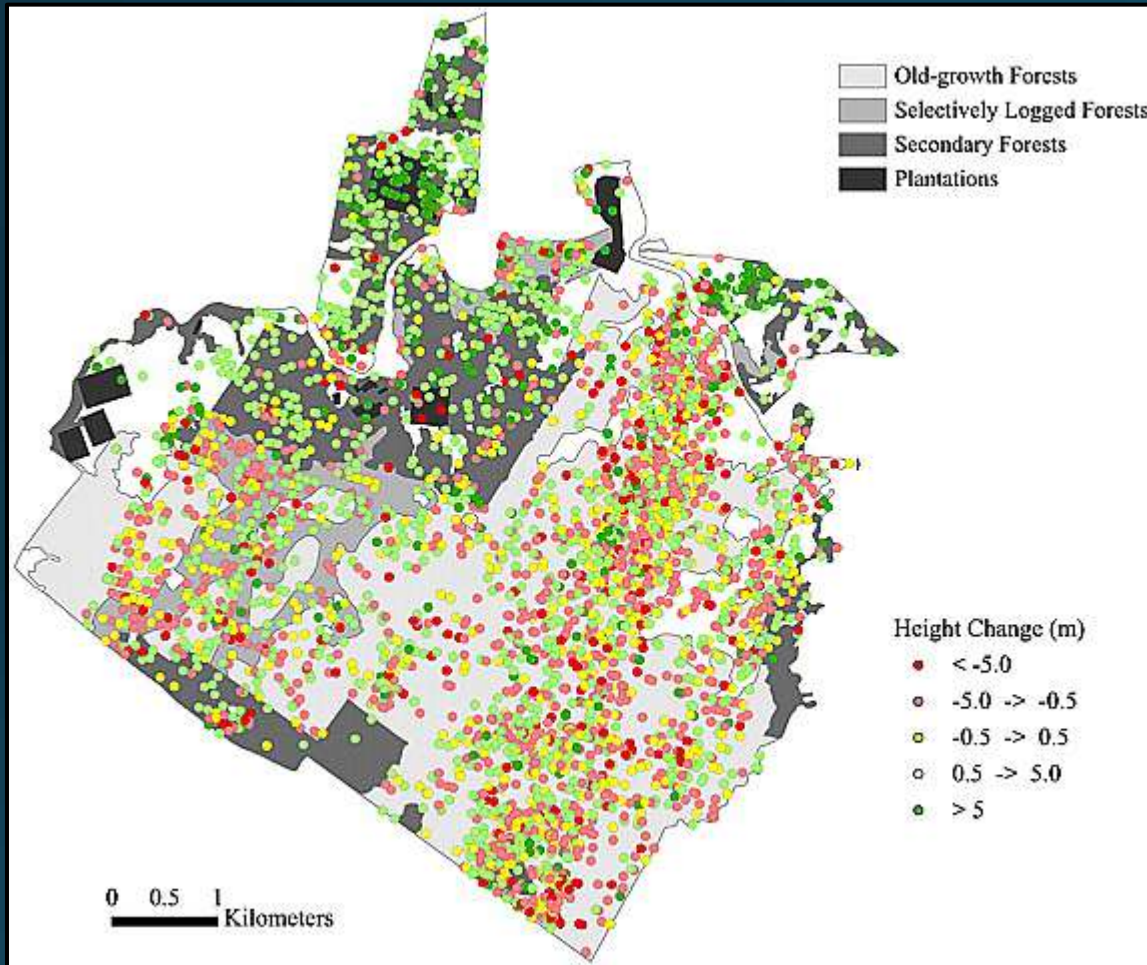 Old-growth Forests
Selectively Logged Forests
Secondary Forests
Plantations
Height Change (m)
< -5.0
-5.0 -> -0.5
-0.5 -> 0.5
0.5 -> 5.0
> 5
0 0.5 1
Kilometers